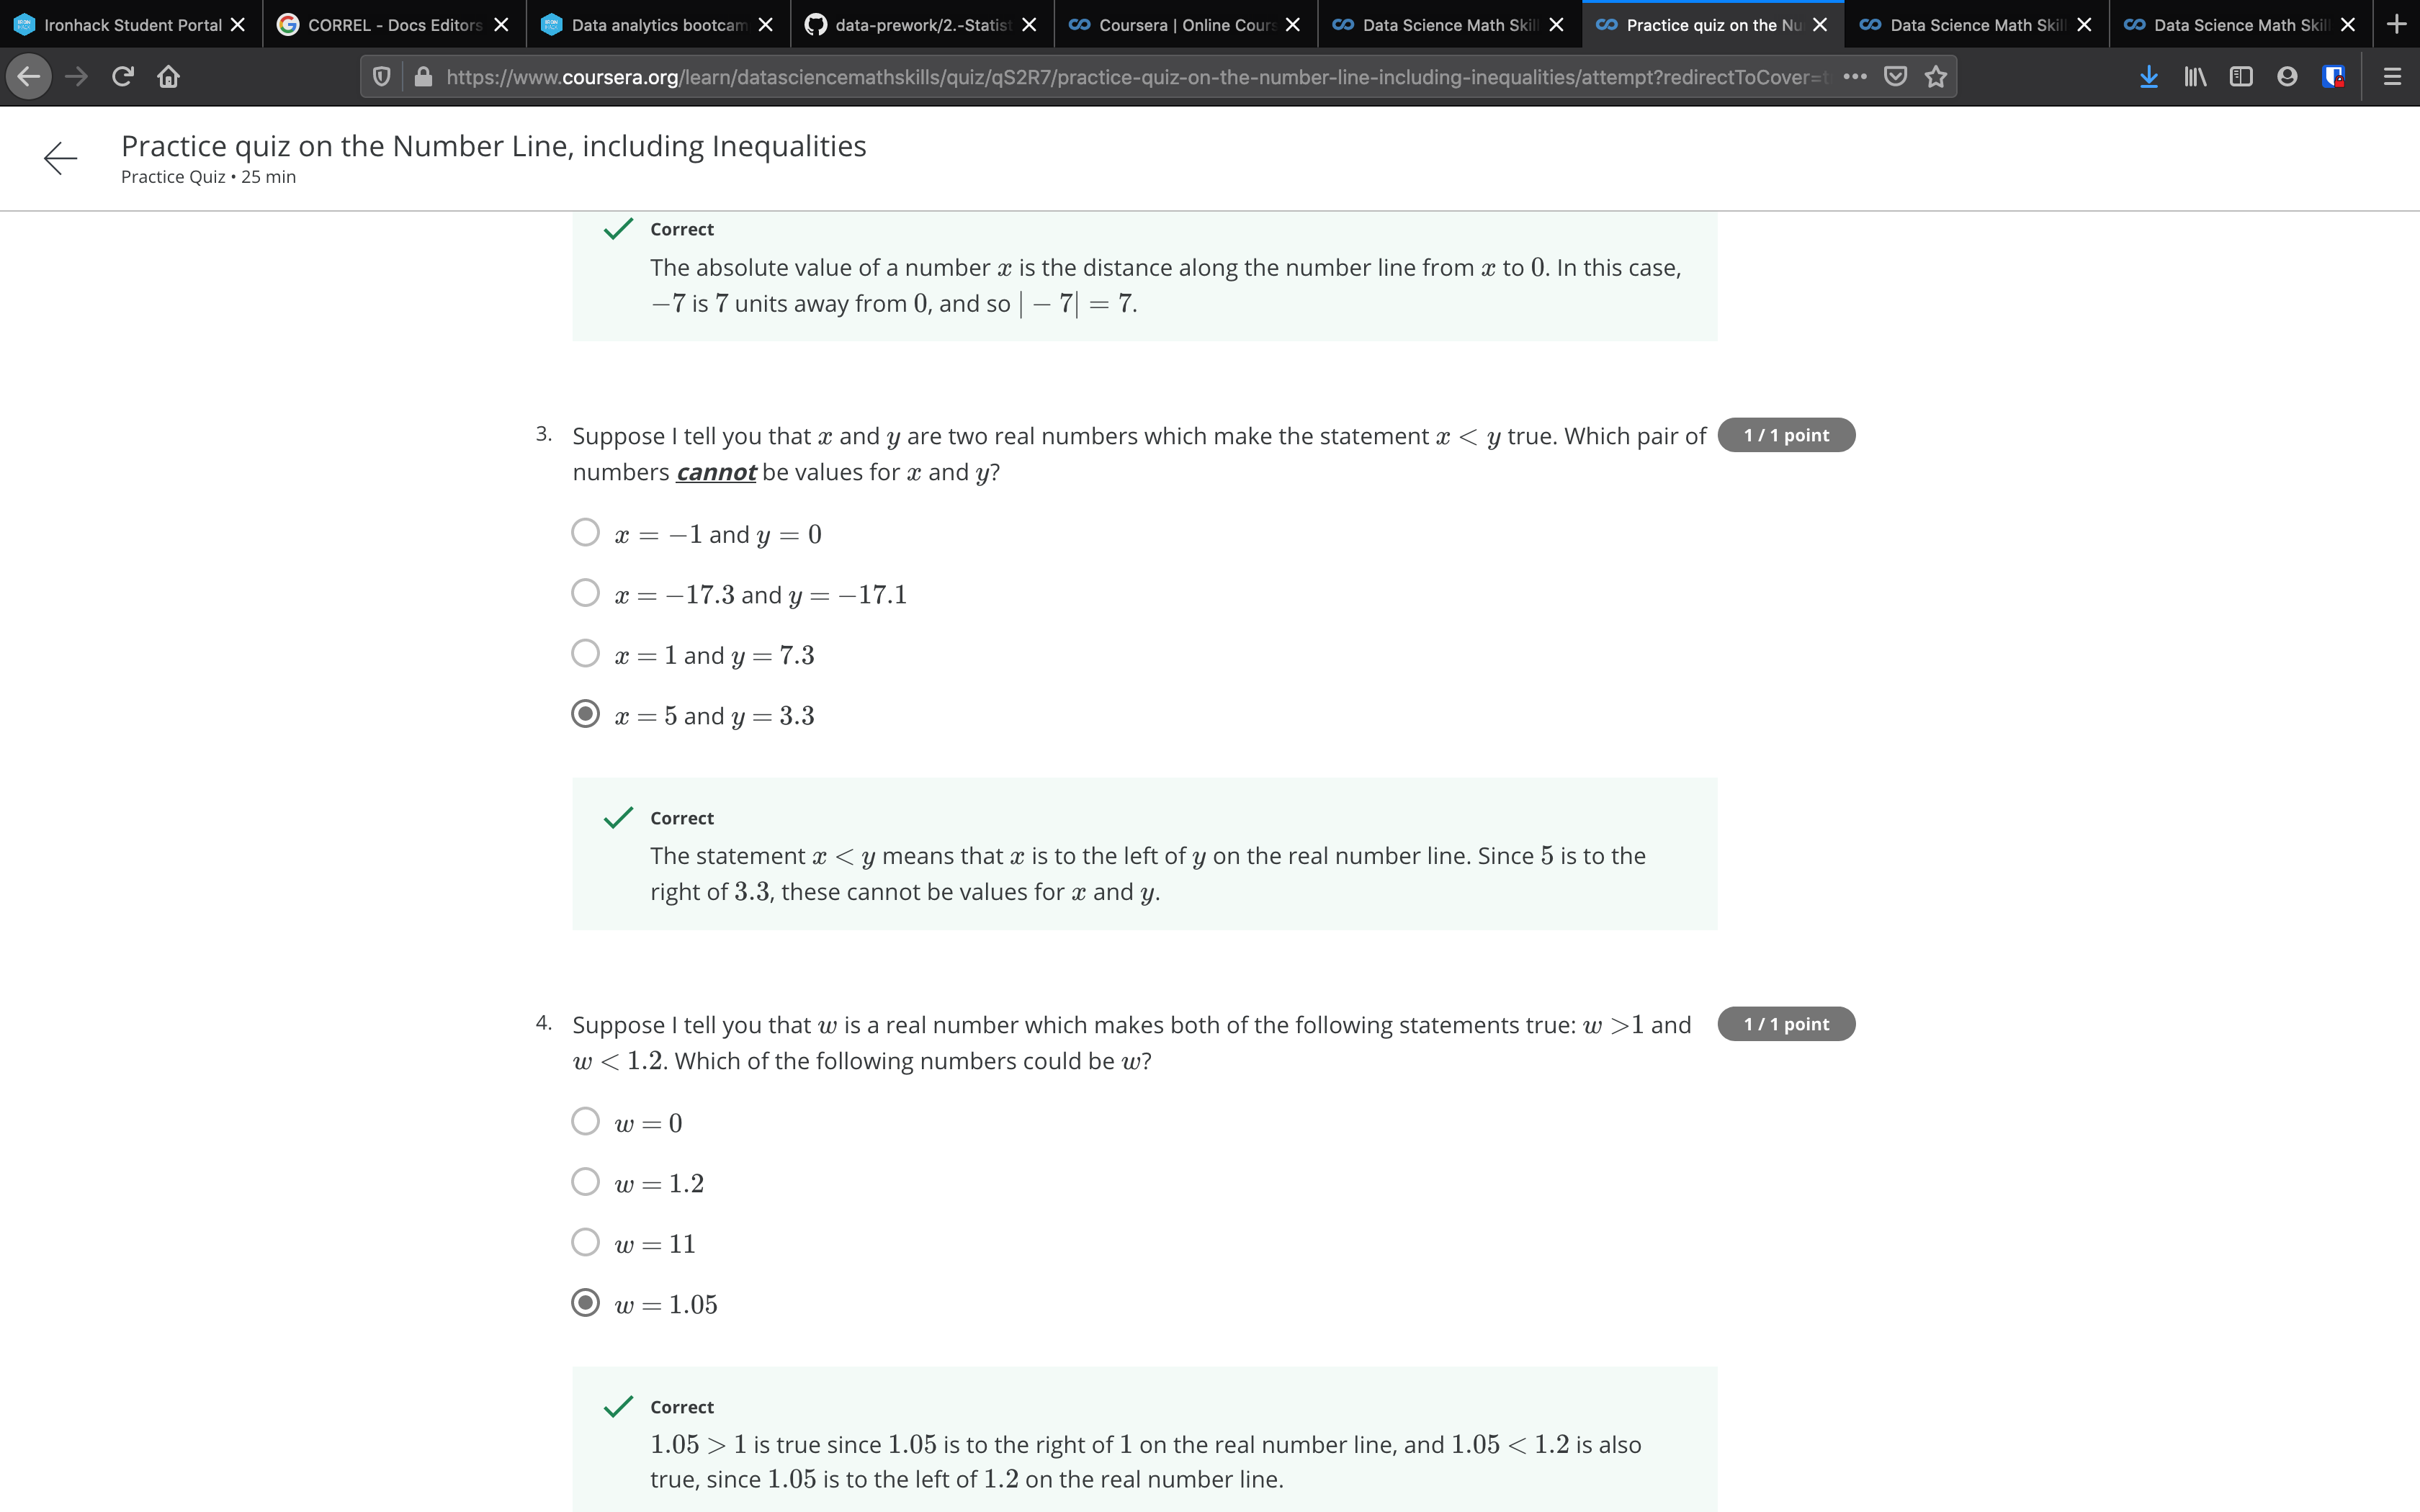 Ironhack Student Portal
CORREL - Docs Editors
Data analytics bootcam
data-prework/2.-Statist
Coursera | Online Cours
Data Science Math Skil
Practice quiz on the Nu
Data Science Math Skil
Data Science Math Skil
https://www.coursera.org/learn/datasciencemathskills/quiz/qS2R7/practice-quiz-on-the-number-line-including-inequalities/attempt?redirectToCover=t
Practice quiz on the Number Line, including Inequalities
Practice Quiz • 25 min
Correct
The absolute value of a number x is the distance along the number line from x to 0. In this case,
−7 is 7 units away from 0, and so | − 7| = 7.
3. Suppose I tell you that x and y are two real numbers which make the statement x < y true. Which pair of
1 / 1 point
numbers cannot be values for x and y?
x = −1 and y = 0
x = −17.3 and y = −17.1
x = 1 and y = 7.3
x = 5 and y = 3.3
Correct
The statement x < y means that x is to the left of y on the real number line. Since 5 is to the
right of 3.3, these cannot be values for x and y.
4. Suppose I tell you that w is a real number which makes both of the following statements true: w >1 and
1 / 1 point
w < 1.2. Which of the following numbers could be w?
w = 0
w = 1.2
w = 11
w = 1.05
Correct
1.05 > 1 is true since 1.05 is to the right of 1 on the real number line, and 1.05 < 1.2 is also
true, since 1.05 is to the left of 1.2 on the real number line.